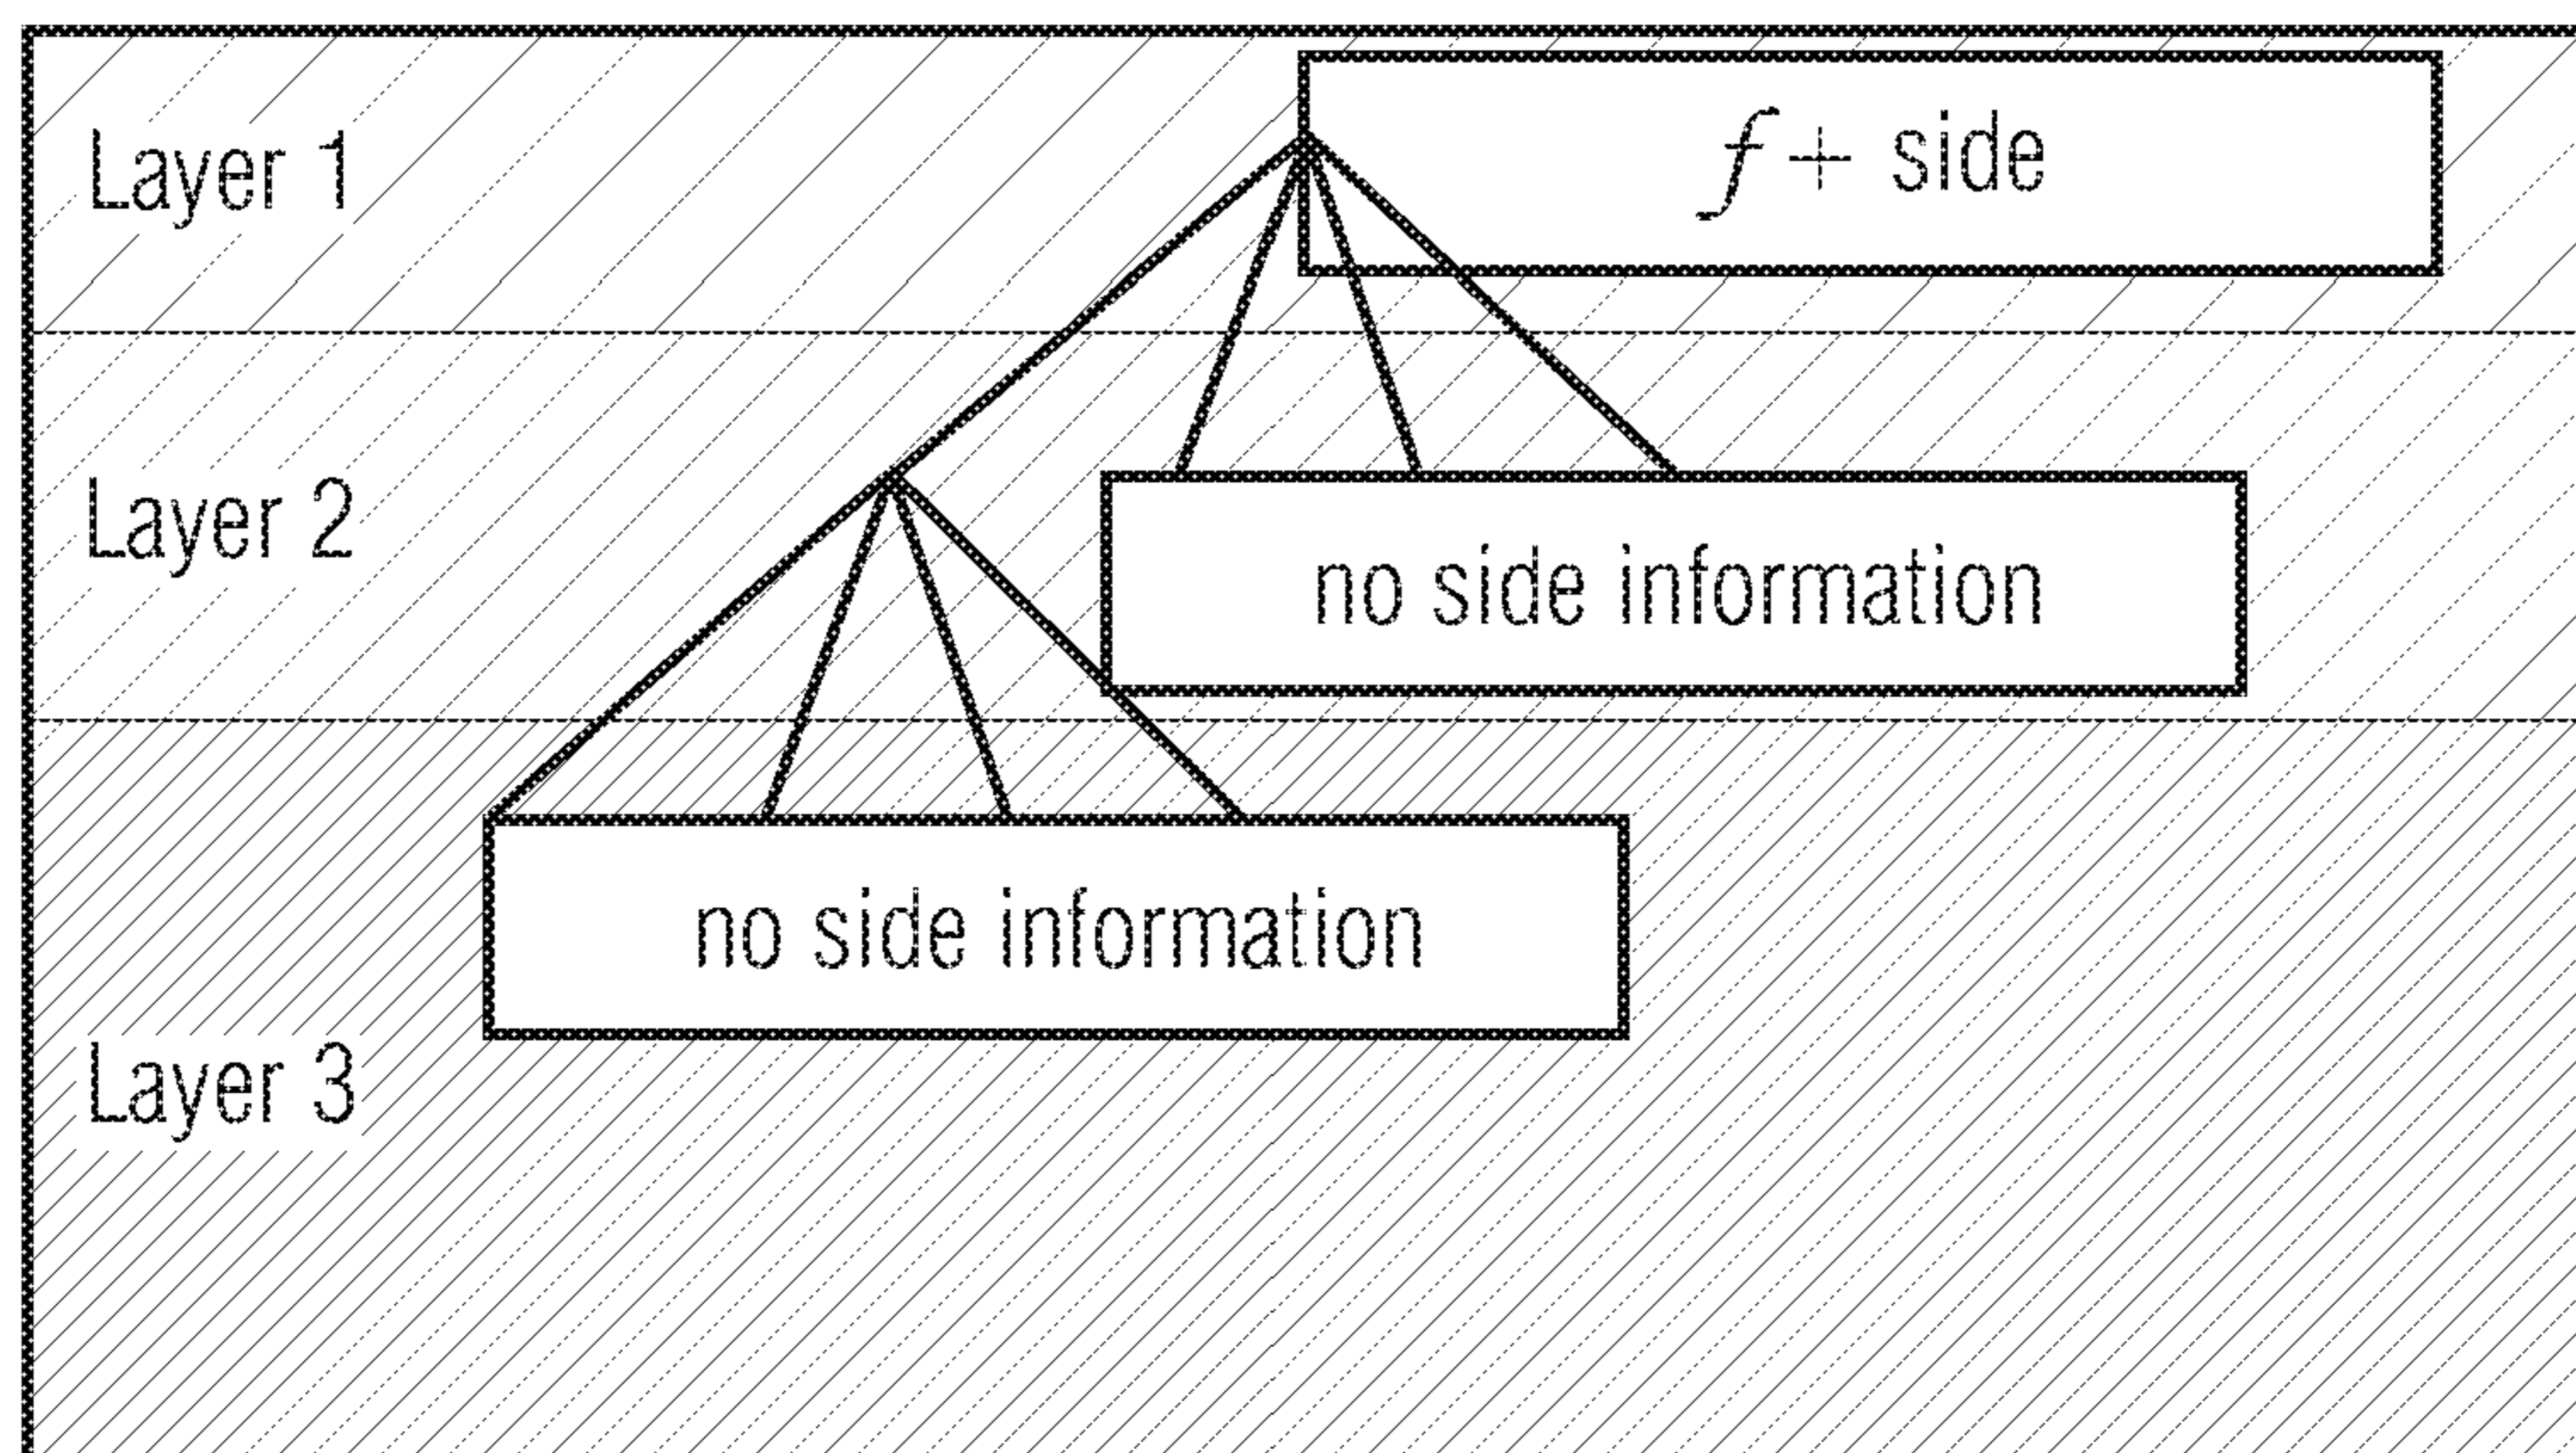 Layer 1
f + side
Layer 2
no side information
no side information
Layer 3